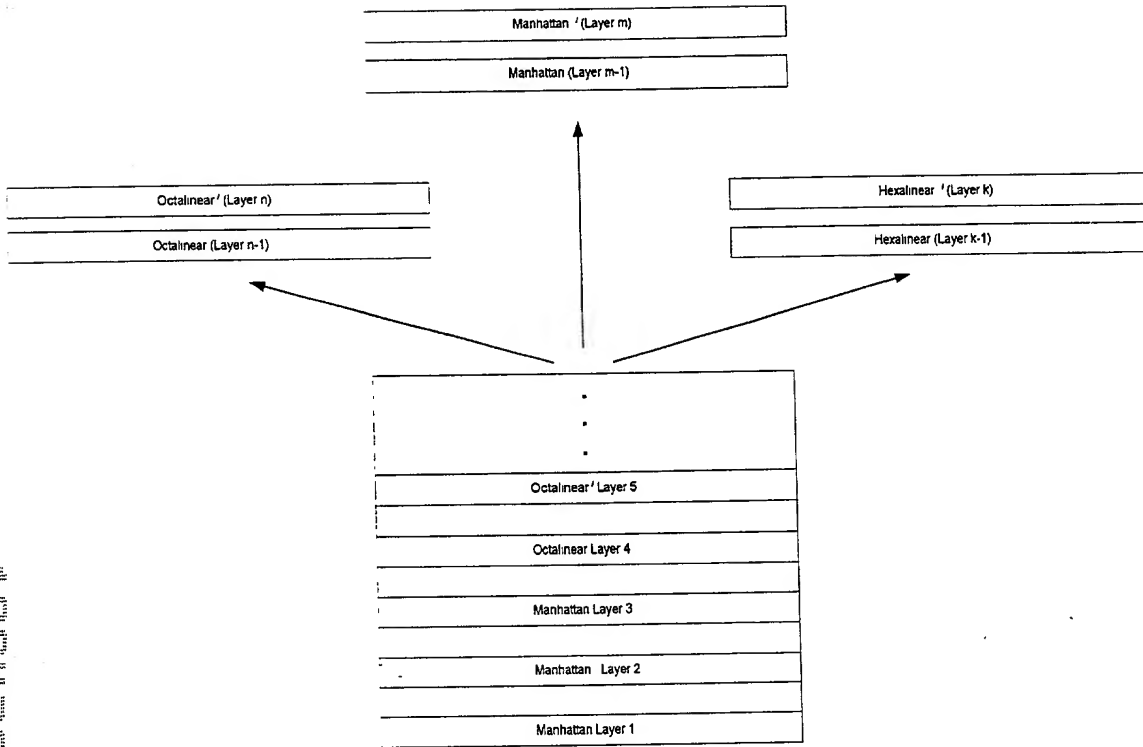 Manhattan ' (Layer m)
Manhattan (Layer m-1)
Octalinear' (Layer n)
Octalinear (Layer n-1)
Hexalinear ' (Layer k)
Hexalinear (Layer k-1)
Octalinear' Layer 5
Octalinear Layer 4
Manhattan Layer 3
Manhattan Layer 2
Manhattan Layer 1